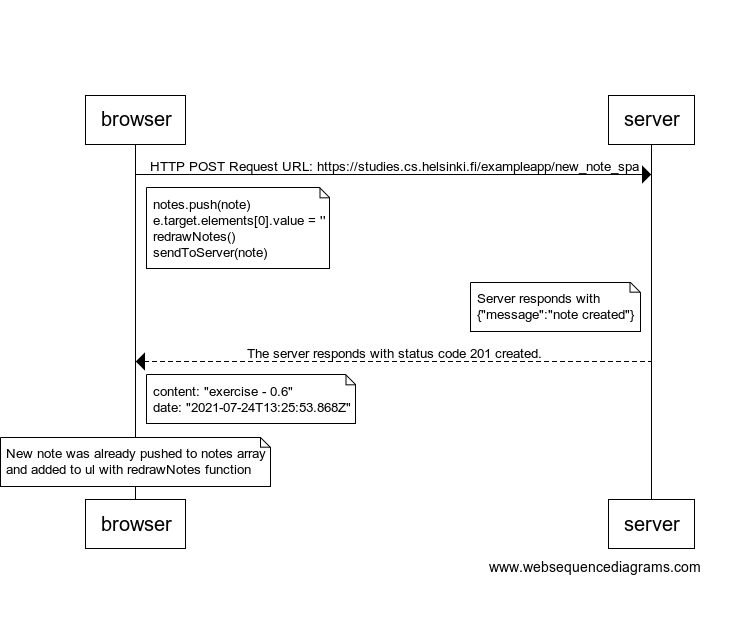 browser
server
HTTP POST Request URL: https://studies.cs.helsinki.fi/exampleapp/new_note_spa
notes.push(note)
e.target.elements[0].value = ''
redrawNotes()
sendToServer(note)
Server responds with
{"message":"note created"}
The server responds with status code 201 created.
content: "exercise - 0.6"
date: "2021-07-24T13:25:53.868Z"
New note was already pushed to notes array
and added to ul with redrawNotes function
browser
server
www.websequencediagrams.com